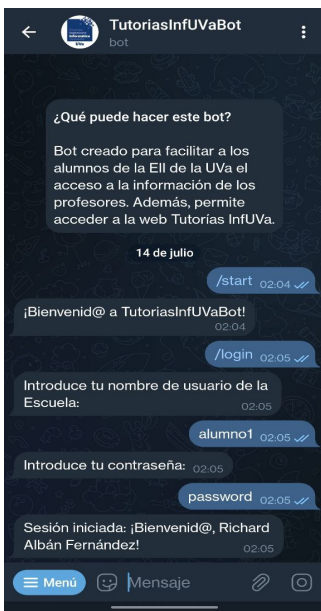 TutoriasInfUVaBot
bot
¿Qué puede hacer este bot?
Bot creado para facilitar a los
alumnos de la EII de la UVa el
acceso a la información de los
profesores. Además, permite
acceder a la web Tutorías InfUVa.
14 de julio
/start 02:04
¡Bienvenid@ a TutoriasInfUVaBot!
02:04
/login 02:05
Introduce tu nombre de usuario de la
Escuela:
02:05
alumno1 02:05
Introduce tu contraseña: 02:05
password 02:05
Sesión iniciada: ¡Bienvenid@, Richard
Albán Fernández!
02:05
Menú
Mensaje